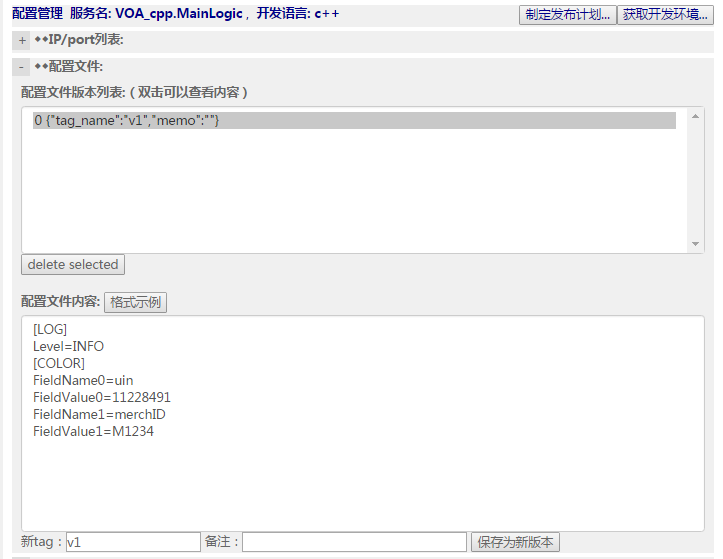 配置管理 服务名: VOA_cpp.MainLogic , 开发语言: c++ 制定发布计划... 获取开发环境...
+ ◆◆IP/port列表:
- ◆◆配置文件:
配置文件版本列表:（双击可以查看内容）
0 {"tag_name":"v1","memo":""}
delete selected
配置文件内容: 格式示例
[LOG]
Level=INFO
[COLOR]
FieldName0=uin
FieldValue0=11228491
FieldName1=merchID
FieldValue1=M1234
新tag：v1 备注： 保存为新版本